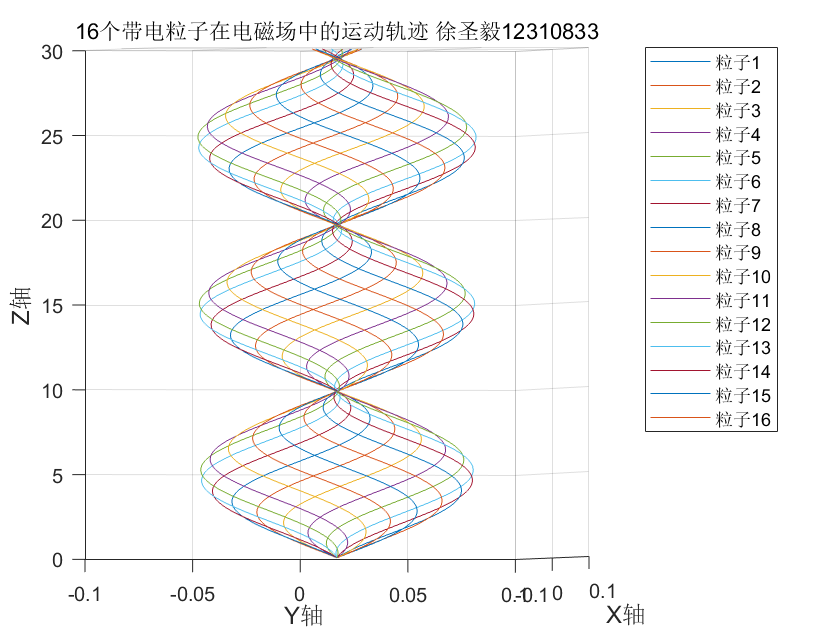 16个带电粒子在电磁场中的运动轨迹 徐圣毅12310833
30
25
20
15
10
5
0
Z轴
-0.1
-0.05
0
0.05
0.1
-0.1
0
0.1
Y轴
X轴
粒子1
粒子2
粒子3
粒子4
粒子5
粒子6
粒子7
粒子8
粒子9
粒子10
粒子11
粒子12
粒子13
粒子14
粒子15
粒子16